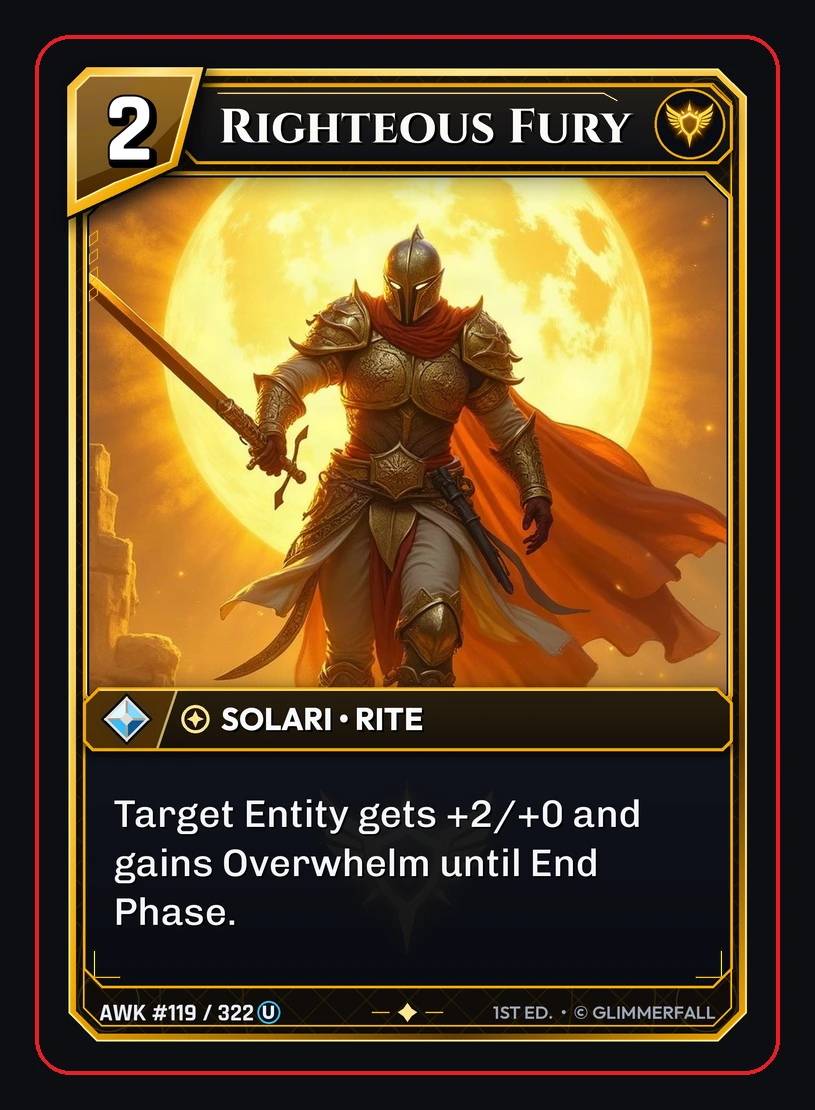 2
RIGHTEOUS FURY
SOLARI • RITE
Target Entity gets +2/+0 and
gains Overwhelm until End
Phase.
AWK #119 / 322 U
1ST ED. • © GLIMMERFALL